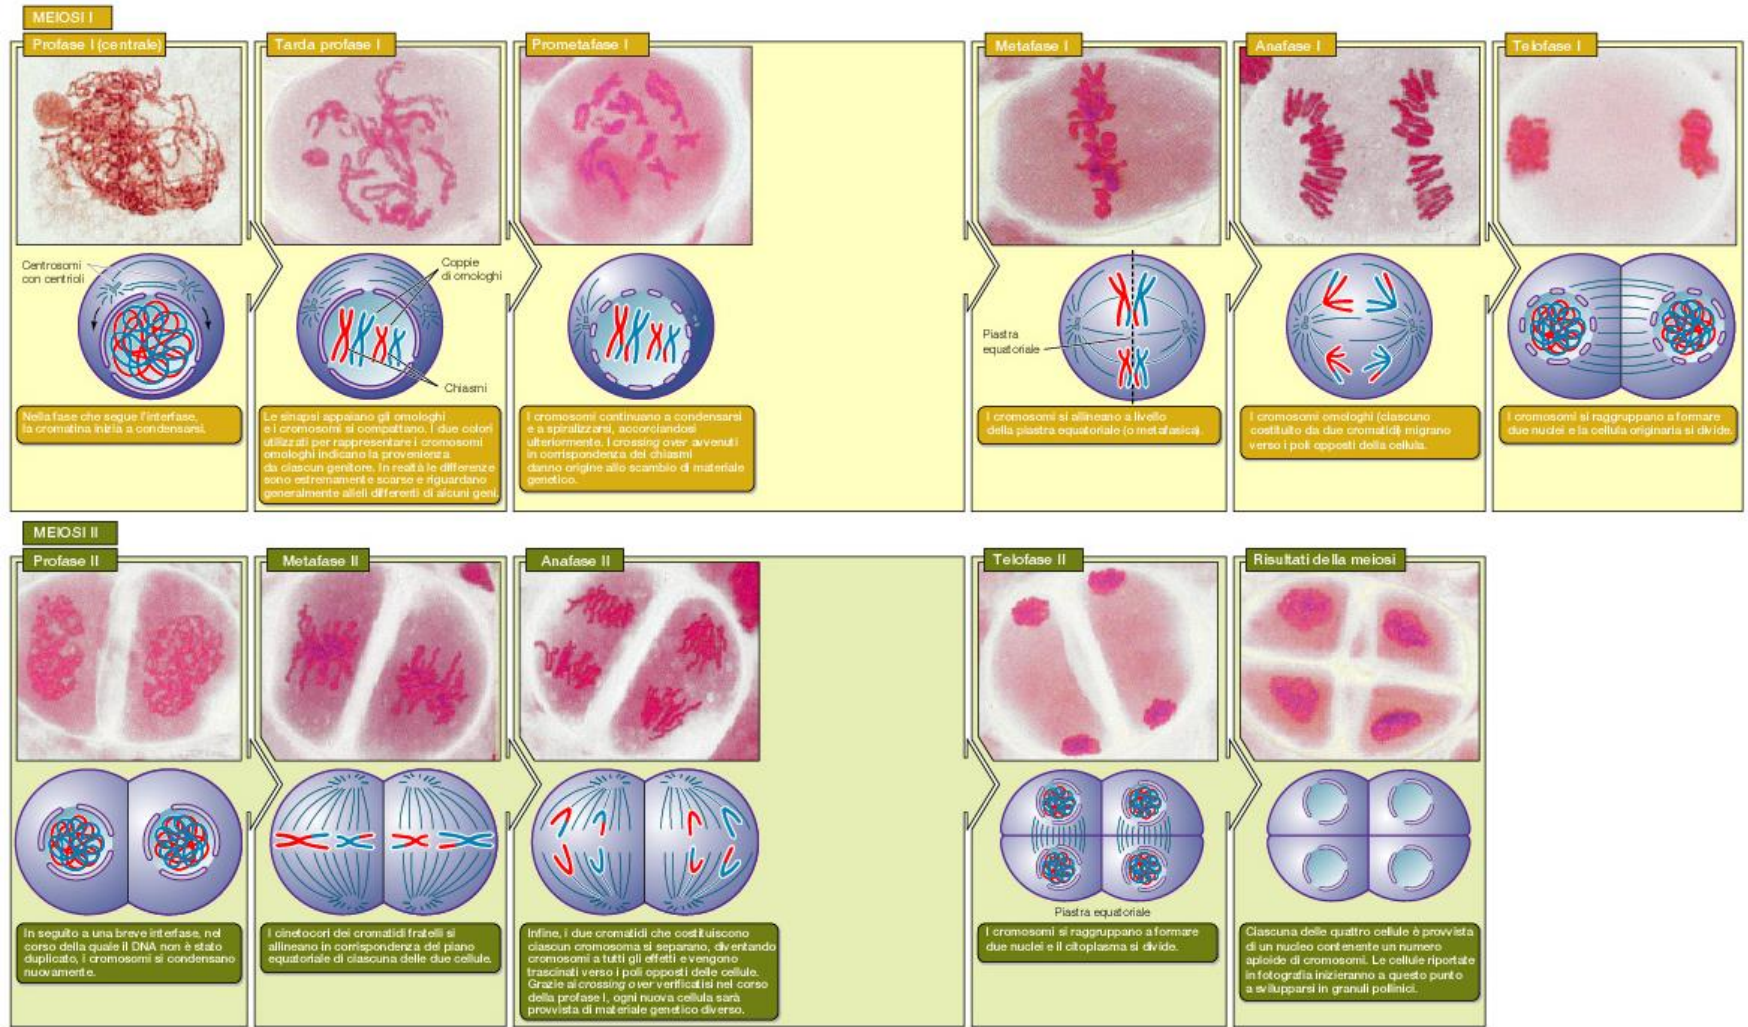 MEIOSI I
Profase I (centrale)
Centrosomi
con centrioli
Nella fase che segue l'interfase,
la cromatina inizia a condensarsi.
Tarda profase I
Coppie
di omologhi
Chiasmi
Le sinapsi appaiano gli omologhi
e i cromosomi si compattano. I due colori
utilizzati per rappresentare i cromosomi
omologhi indicano la provenienza
da ciascun genitore. In realtà le differenze
sono estremamente scarse e riguardano
generalmente alleli differenti di alcuni geni.
Prometafase I
I cromosomi continuano a condensarsi
e a spiralizzarsi, accorciandosi
ulteriormente. I crossing over avvenuti
in corrispondenza dei chiasmi
danno origine allo scambio di materiale
genetico.
Metafase I
Piastra
equatoriale
I cromosomi si allineano a livello
della piastra equatoriale (o metafasica).
Anafase I
I cromosomi omologhi (ciascuno
costituito da due cromatidi) migrano
verso i poli opposti della cellula.
Telofase I
I cromosomi si raggruppano a formare
due nuclei e la cellula originaria si divide.
MEIOSI II
Profase II
In seguito a una breve interfase, nel
corso della quale il DNA non è stato
duplicato, i cromosomi si condensano
nuovamente.
Metafase II
I cinetocori dei cromatidi fratelli si
allineano in corrispondenza del piano
equatoriale di ciascuna delle due cellule.
Anafase II
Infine, i due cromatidi che costituiscono
ciascun cromosoma si separano, diventando
cromosomi a tutti gli effetti e vengono
trascinati verso i poli opposti delle cellule.
Grazie ai crossing over verificatisi nel corso
della profase I, ogni nuova cellula sarà
provvista di materiale genetico diverso.
Telofase II
Piastra equatoriale
I cromosomi si raggruppano a formare
due nuclei e il citoplasma si divide.
Risultati della meiosi
Ciascuna delle quattro cellule è provvista
di un nucleo contenente un numero
aploide di cromosomi. Le cellule riportate
in fotografia inizieranno a questo punto
a svilupparsi in granuli pollinici.